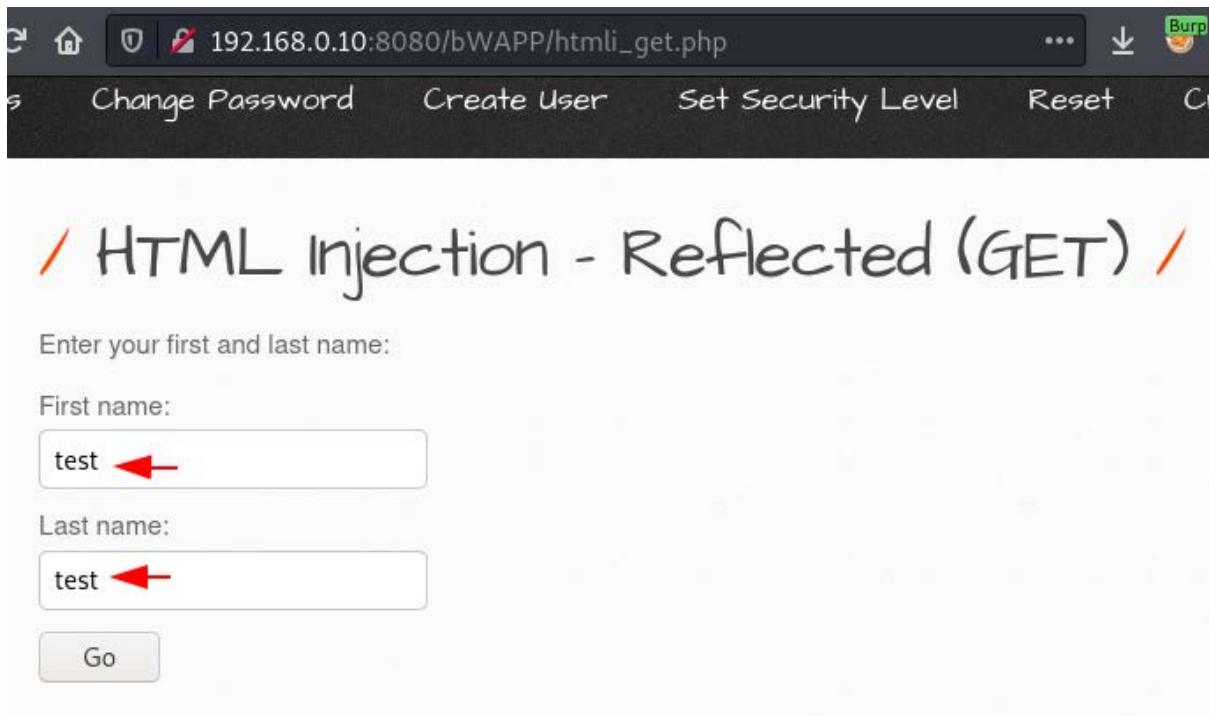 192.168.0.10:8080/bWAPP/htmli_get.php
Burp
s Change Password Create User Set Security Level Reset C
/ HTML Injection - Reflected (GET) /
Enter your first and last name:
First name:
test
Last name:
test
Go